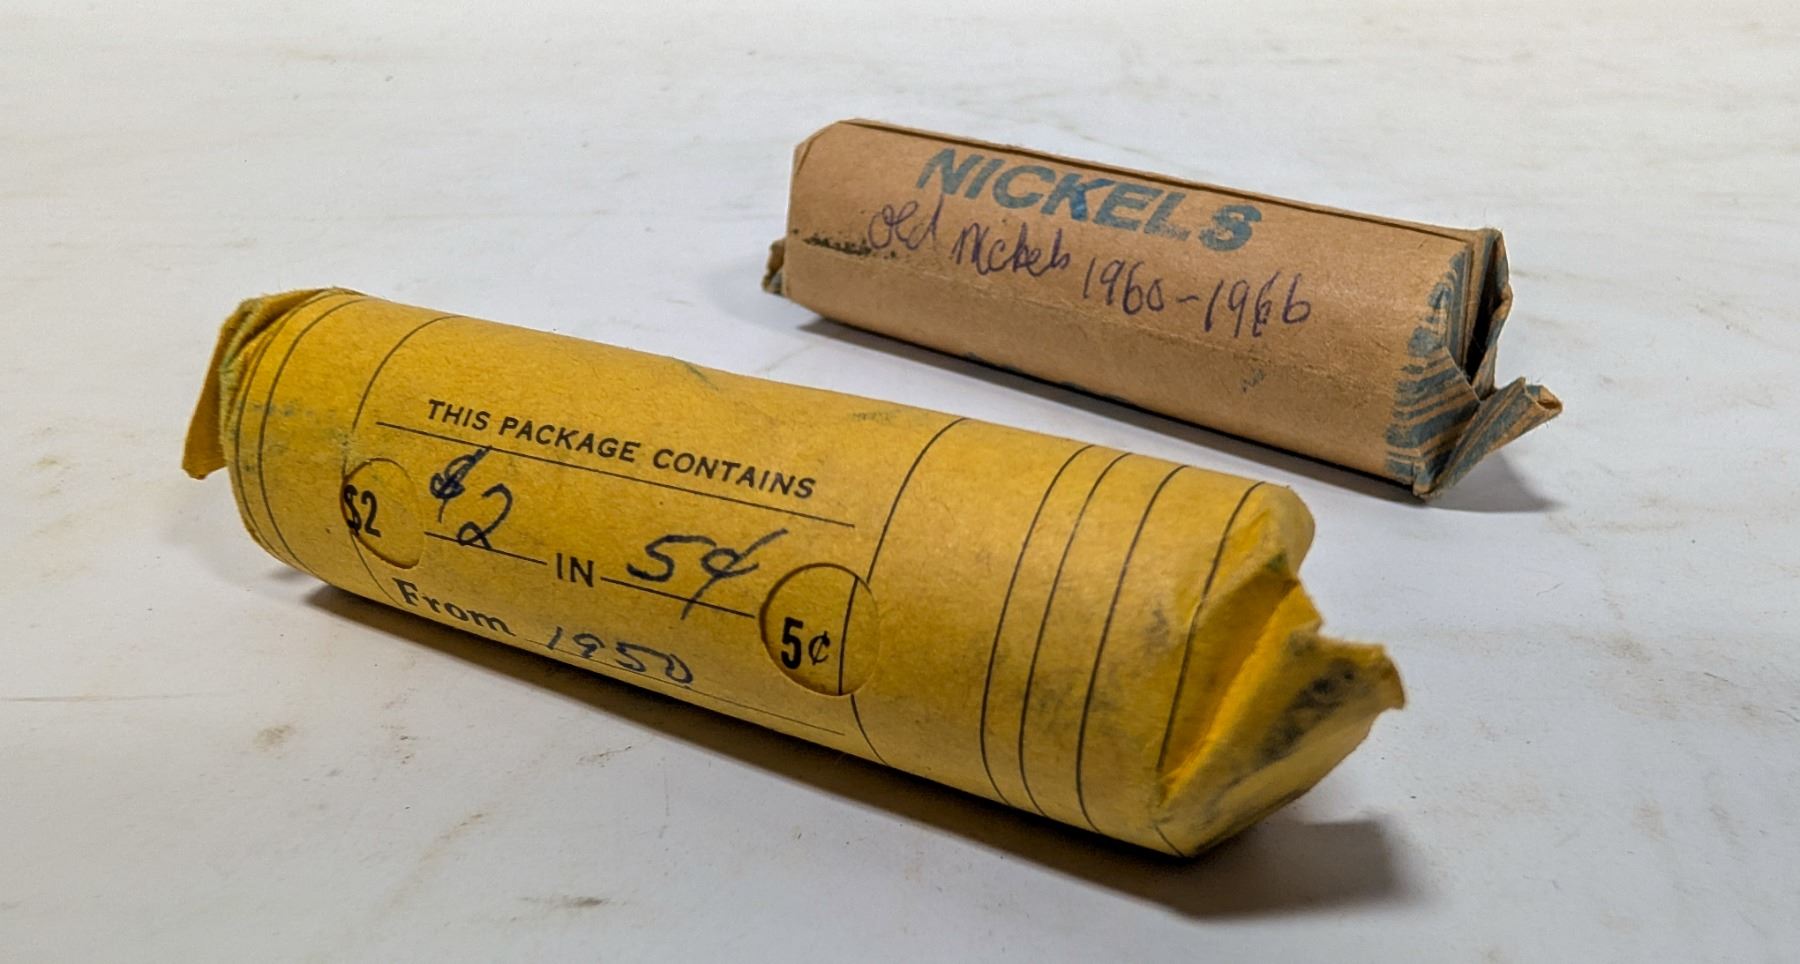 NICKELS
Old Nickels 1960-1966
THIS PACKAGE CONTAINS
$2 $2 IN 5¢ 5¢
From 1950